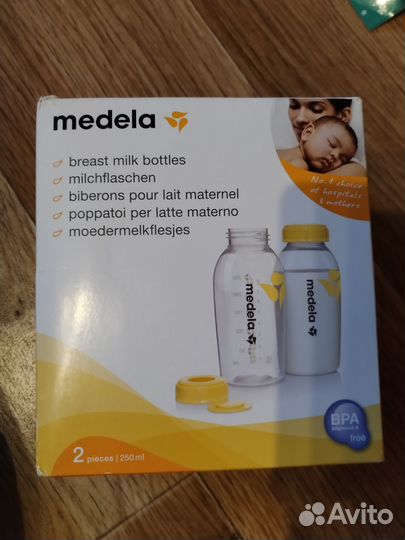 medela
breast milk bottles
milchflaschen
biberons pour lait maternel
poppatoi per latte materno
moedermelkflesjes
No. 1 choice
of hospitals
& mothers
medela
medela
2 pieces | 250 ml
BPA
free
Avito